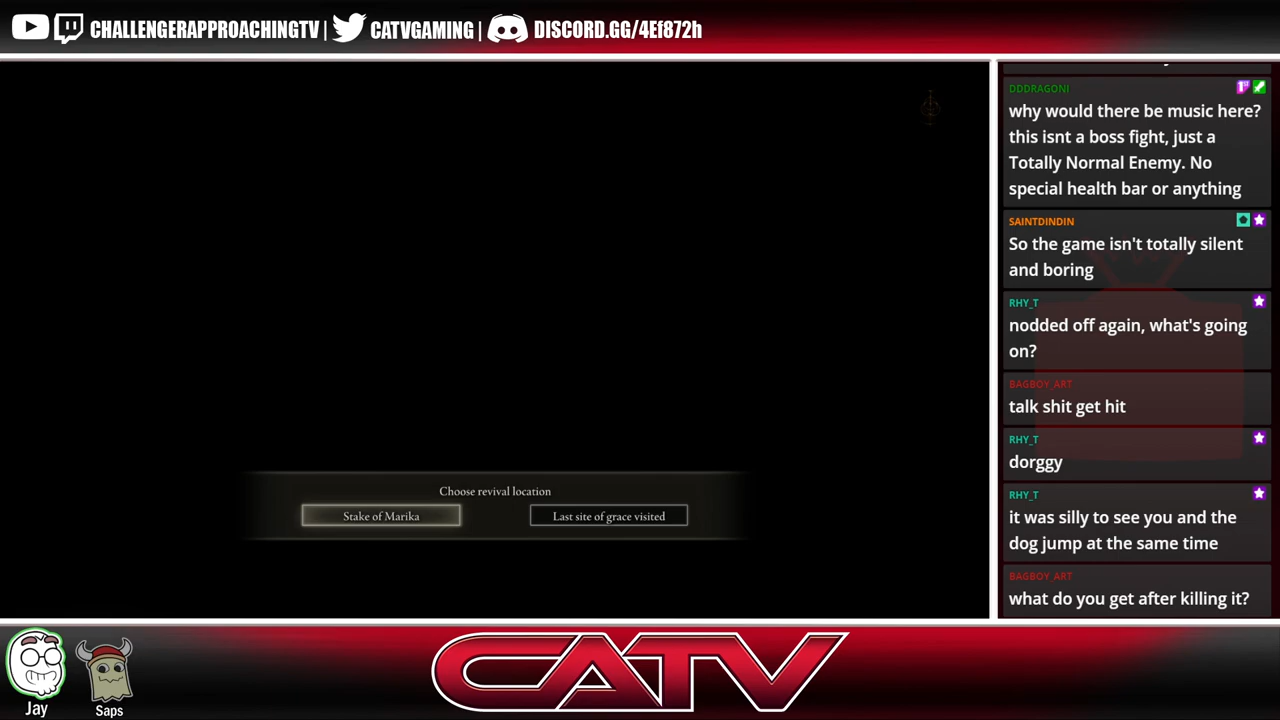 CHALLENGERAPPROACHINGTV | CATVGAMING | DISCORD.GG/4Ef872h
DDDRAGONI
why would there be music here?
this isnt a boss fight, just a
Totally Normal Enemy. No
special health bar or anything
SAINTDINDIN
So the game isn't totally silent
and boring
RHY_T
nodded off again, what's going
on?
BAGBOY_ART
talk shit get hit
RHY_T
dorggy
RHY_T
it was silly to see you and the
dog jump at the same time
BAGBOY_ART
what do you get after killing it?
Choose revival location
Stake of Marika
Last site of grace visited
Jay
Saps
CATV